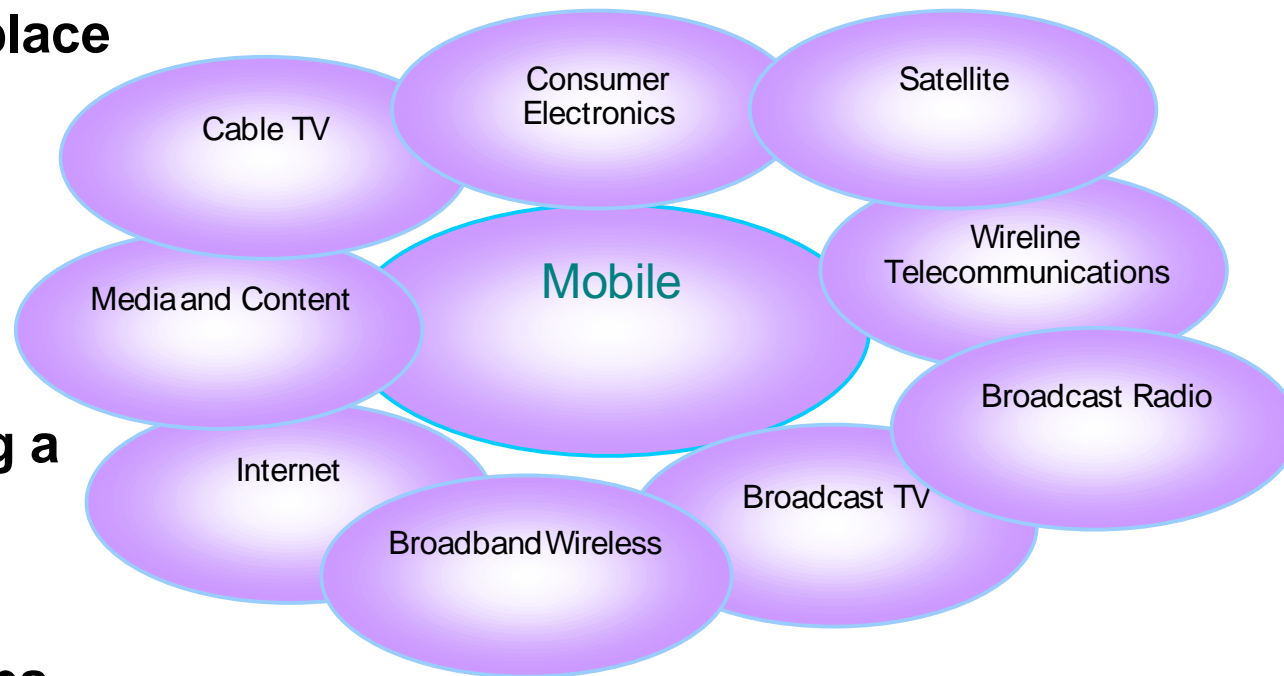 place
Consumer
Electronics
Satellite
Cable TV
Wireline
Telecommunications
Mobile
Media and Content
Broadcast Radio
g a
Internet
Broadcast TV
Broadband Wireless